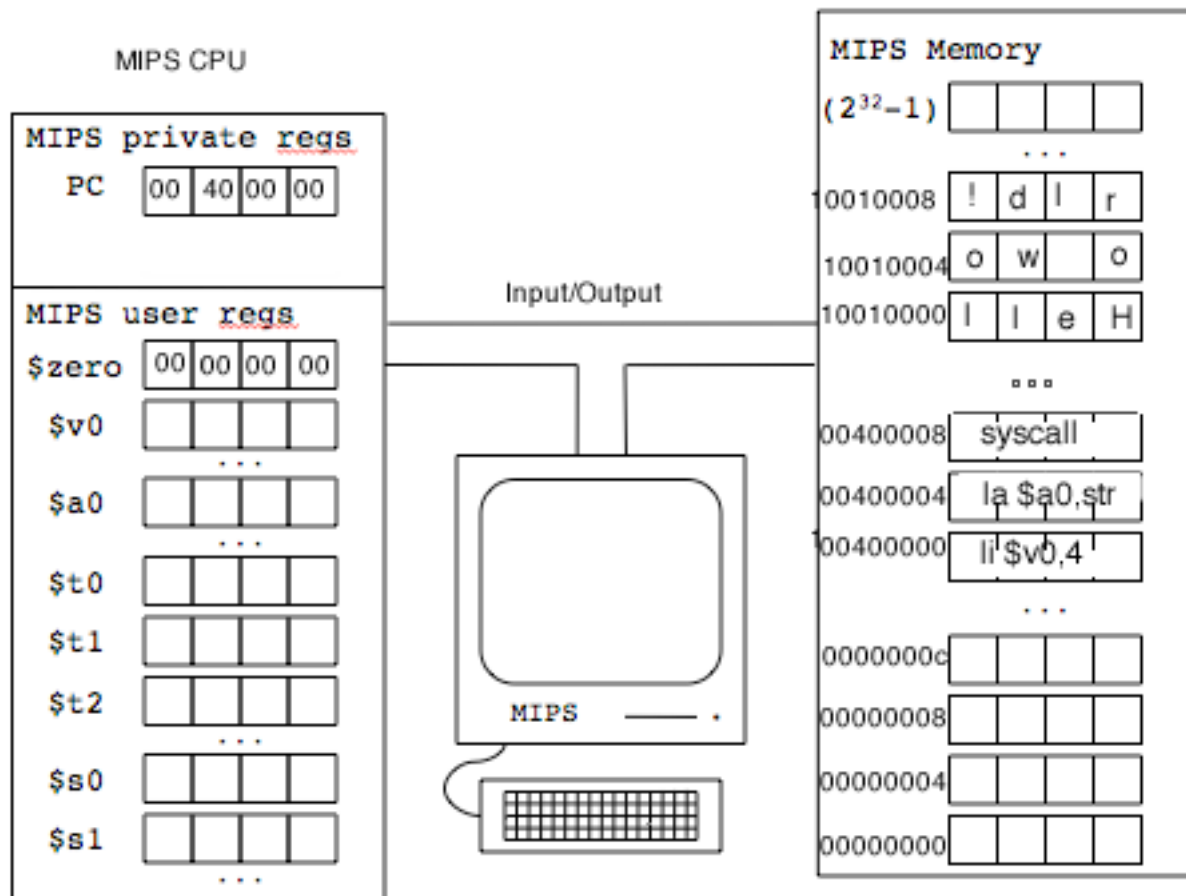 MIPS CPU
MIPS private regs
PC 00 40 00 00
MIPS user regs
$zero 00 00 00 00
$v0
...
$a0
...
$t0
$t1
$t2
...
$s0
$s1
...
Input/Output
MIPS
MIPS Memory
(2³²-1)
...
10010008 ! d l r
10010004 o w o
10010000 l l e H
...
00400008 syscall
00400004 la $a0,str
00400000 li $v0,4
...
0000000c
00000008
00000004
00000000